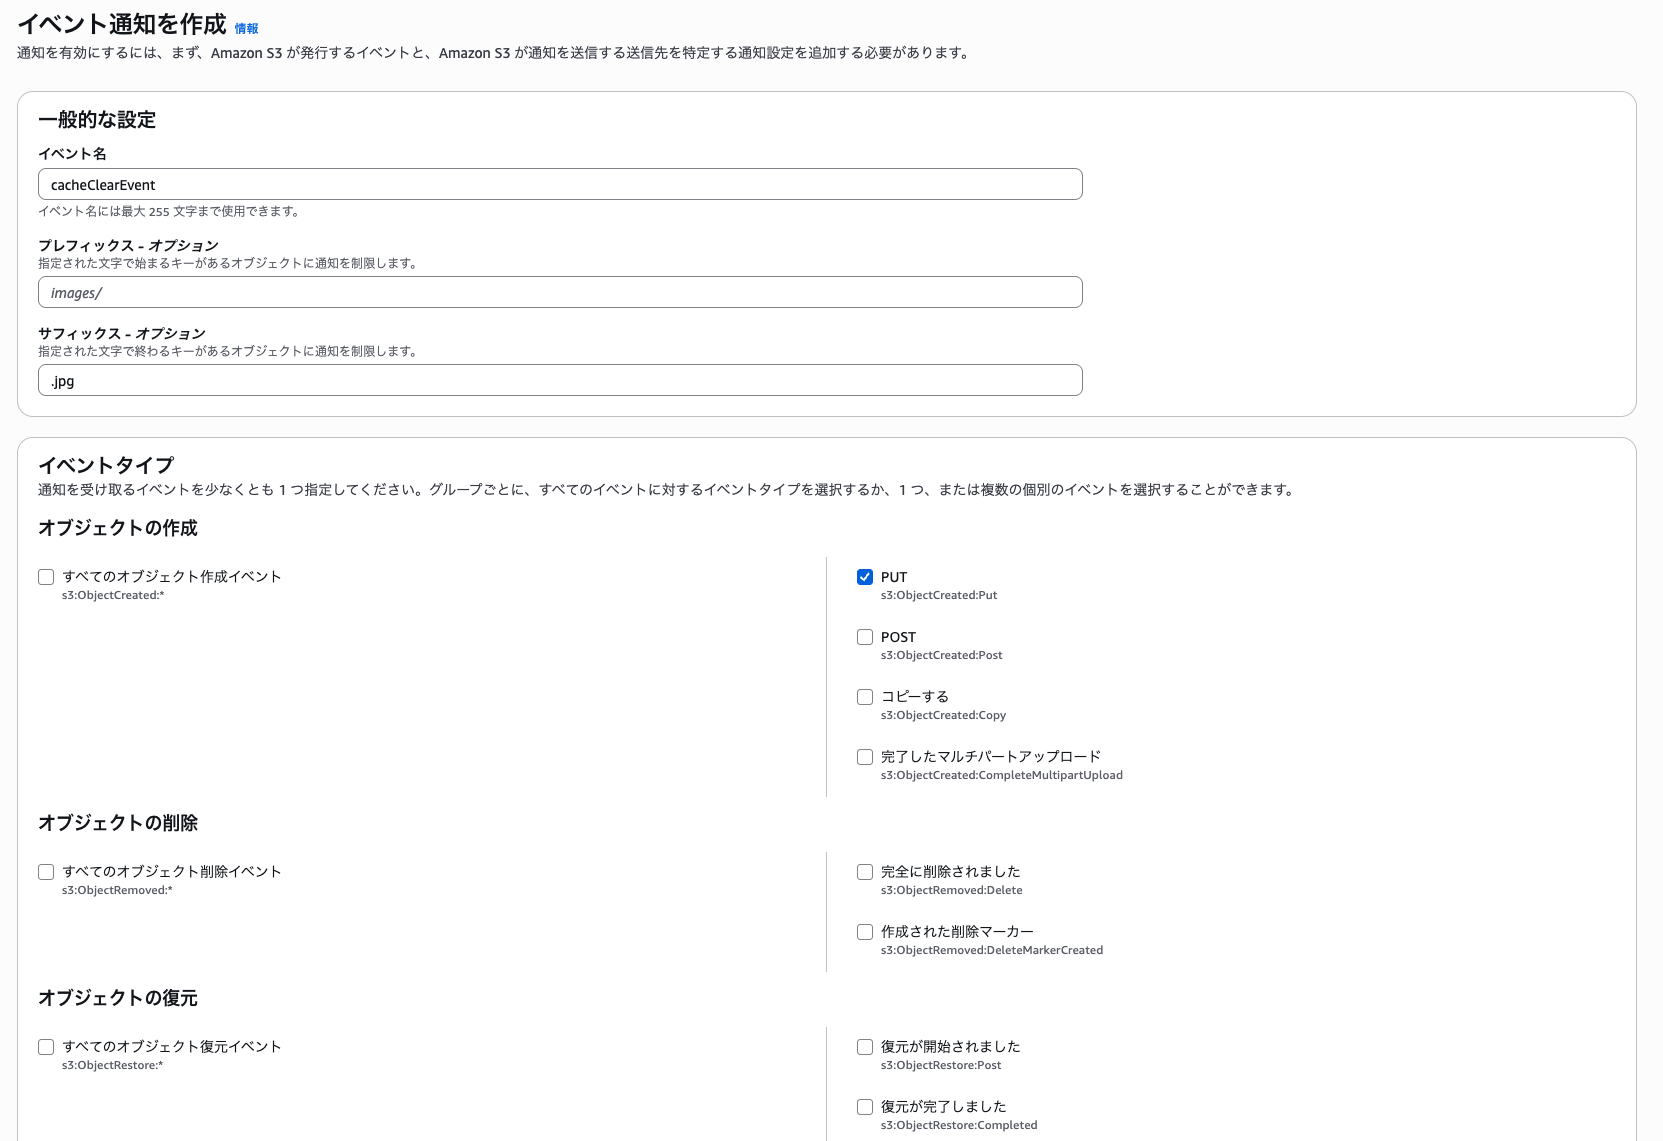 イベント通知を作成 情報
通知を有効にするには、まず、Amazon S3 が発行するイベントと、Amazon S3 が通知を送信する送信先を特定する通知設定を追加する必要があります。
一般的な設定
イベント名
cacheClearEvent
イベント名には最大 255 文字まで使用できます。
プレフィックス - オプション
指定された文字で始まるキーがあるオブジェクトに通知を制限します。
images/
サフィックス - オプション
指定された文字で終わるキーがあるオブジェクトに通知を制限します。
.jpg
イベントタイプ
通知を受け取るイベントを少なくとも 1 つ指定してください。グループごとに、すべてのイベントに対するイベントタイプを選択するか、1 つ、または複数の個別のイベントを選択することができます。
オブジェクトの作成
すべてのオブジェクト作成イベント
s3:ObjectCreated:*
PUT
s3:ObjectCreated:Put
POST
s3:ObjectCreated:Post
コピーする
s3:ObjectCreated:Copy
完了したマルチパートアップロード
s3:ObjectCreated:CompleteMultipartUpload
オブジェクトの削除
すべてのオブジェクト削除イベント
s3:ObjectRemoved:*
完全に削除されました
s3:ObjectRemoved:Delete
作成された削除マーカー
s3:ObjectRemoved:DeleteMarkerCreated
オブジェクトの復元
すべてのオブジェクト復元イベント
s3:ObjectRestore:*
復元が開始されました
s3:ObjectRestore:Post
復元が完了しました
s3:ObjectRestore:Completed